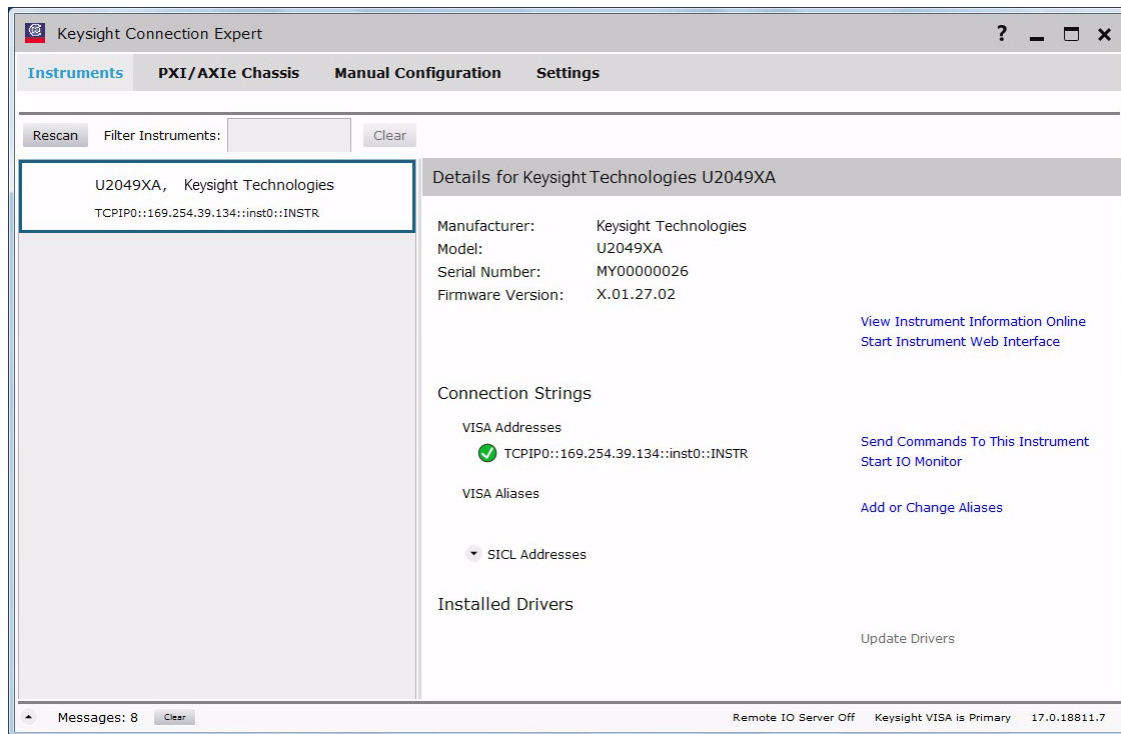 Keysight Connection Expert
?
Instruments PXI/AXIe Chassis Manual Configuration Settings
Rescan Filter Instruments: Clear
U2049XA, Keysight Technologies
TCPIP0::169.254.39.134::inst0::INSTR
Details for Keysight Technologies U2049XA
Manufacturer: Keysight Technologies
Model: U2049XA
Serial Number: MY00000026
Firmware Version: X.01.27.02
View Instrument Information Online
Start Instrument Web Interface
Connection Strings
VISA Addresses
TCPIP0::169.254.39.134::inst0::INSTR
Send Commands To This Instrument
Start IO Monitor
VISA Aliases
Add or Change Aliases
SICL Addresses
Installed Drivers
Update Drivers
Messages: 8 Clear Remote IO Server Off Keysight VISA is Primary 17.0.18811.7